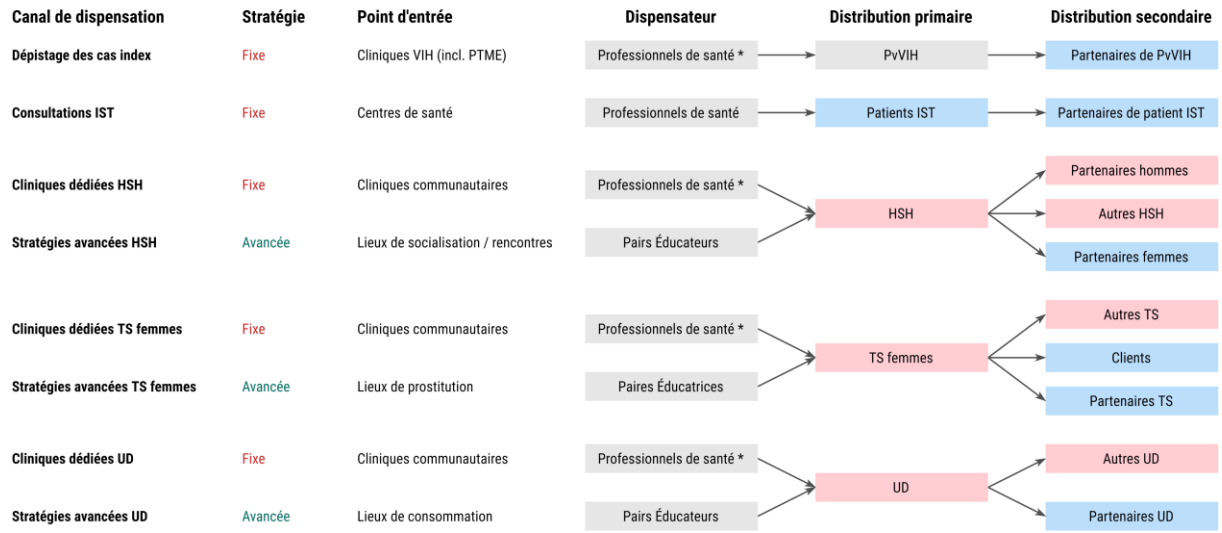 Canal de dispensation Stratégie Point d'entrée Dispensateur Distribution primaire Distribution secondaire
Dépistage des cas index Fixe Cliniques VIH (incl. PTME) Professionnels de santé * PvVIH Partenaires de PvVIH
Consultations IST Fixe Centres de santé Professionnels de santé Patients IST Partenaires de patient IST
Partenaires hommes
Cliniques dédiées HSH Fixe Cliniques communautaires Professionnels de santé *
HSH Autres HSH
Stratégies avancées HSH Avancée Lieux de socialisation / rencontres Pairs Éducateurs
Partenaires femmes
Autres TS
Cliniques dédiées TS femmes Fixe Cliniques communautaires Professionnels de santé *
TS femmes Clients
Stratégies avancées TS femmes Avancée Lieux de prostitution Paires Éducatrices
Partenaires TS
Cliniques dédiées UD Fixe Cliniques communautaires Professionnels de santé * Autres UD
UD
Stratégies avancées UD Avancée Lieux de consommation Pairs Éducateurs Partenaires UD